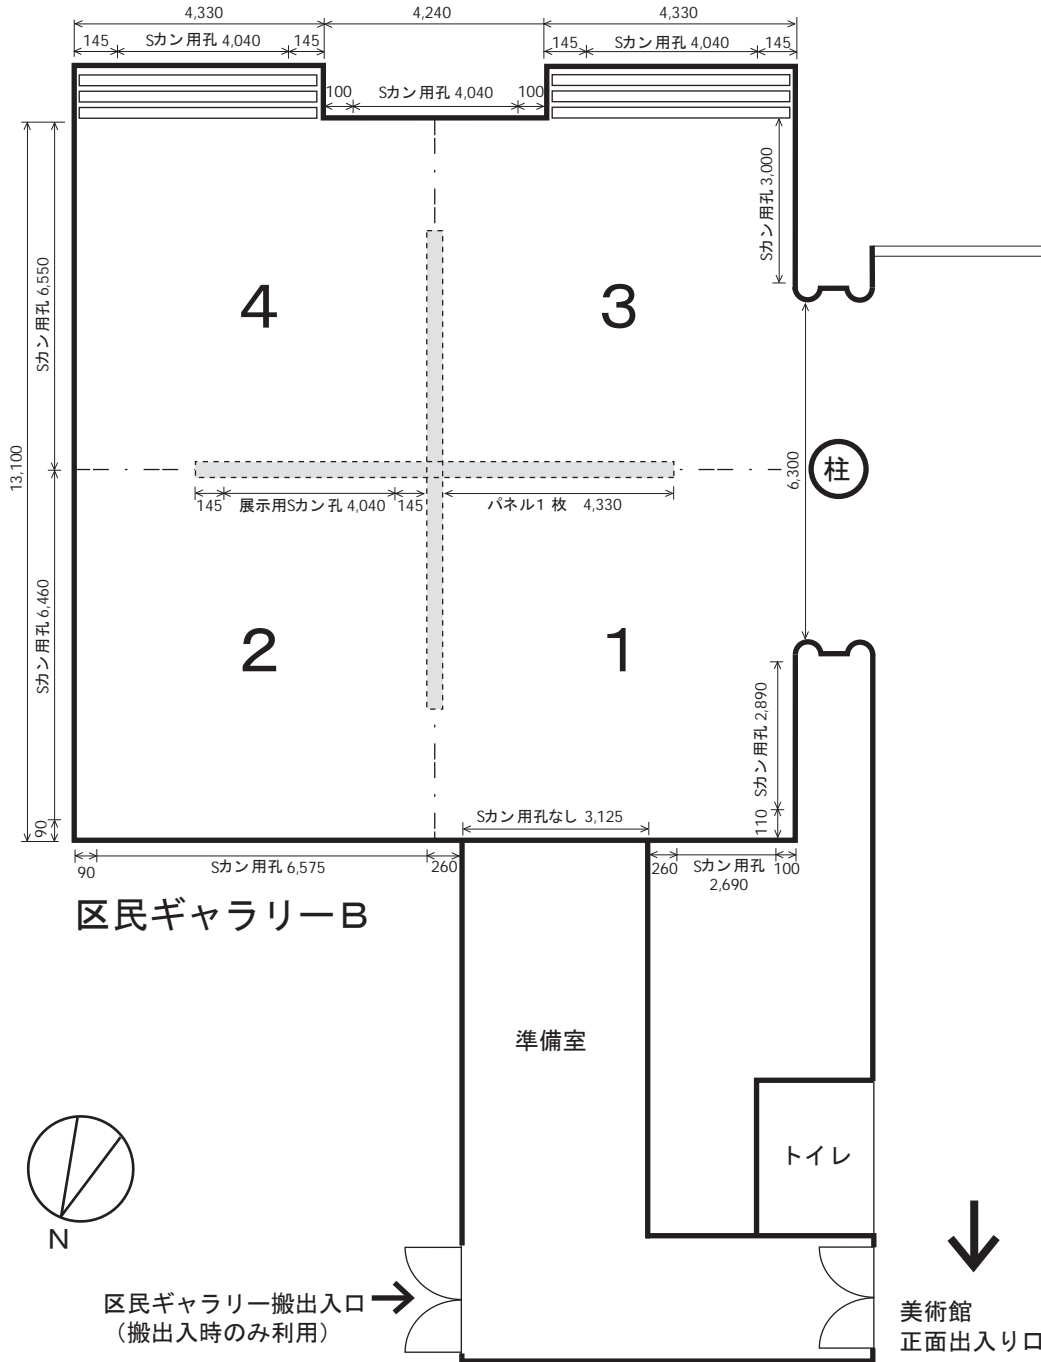 4,330
4,240
4,330
145
Sカン用孔 4,040
145
145
Sカン用孔 4,040
145
100
Sカン用孔 4,040
100
Sカン用孔 3,000
Sカン用孔 6,550
4
3
13,100
6,300
柱
145
展示用Sカン孔 4,040
145
パネル1 枚 4,330
Sカン用孔 6,460
2
1
Sカン用孔 2,890
Sカン用孔なし 3,125
90
110
90
Sカン用孔 6,575
260
260
Sカン用孔
2,690
100
区民ギャラリーB
準備室
トイレ
N
区民ギャラリー搬出入口
（搬出入時のみ利用）
美術館
正面出入り口